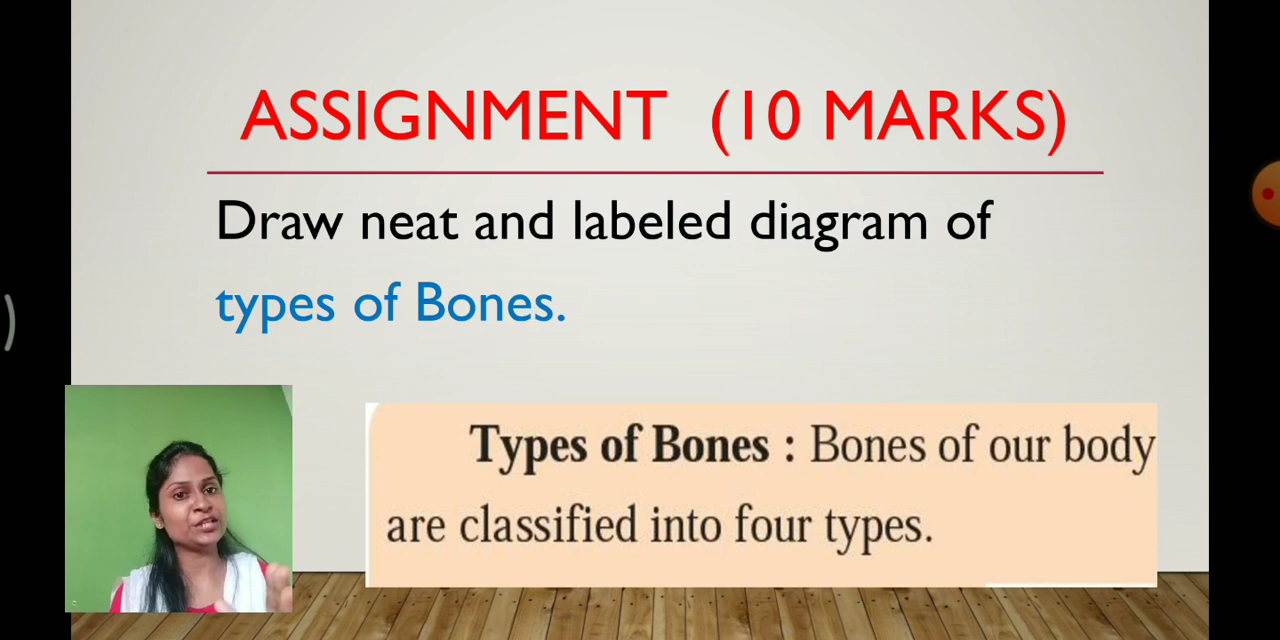 ASSIGNMENT (10 MARKS)
Draw neat and labeled diagram of
types of Bones.
Types of Bones : Bones of our body
are classified into four types.